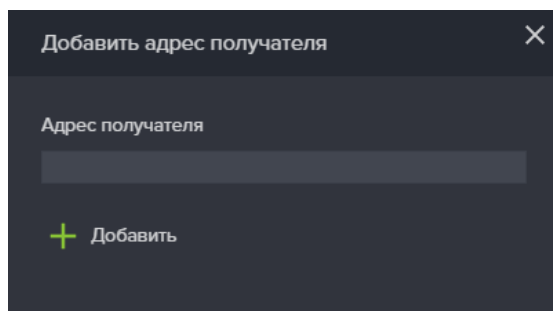 Добавить адрес получателя
Адрес получателя
Добавить